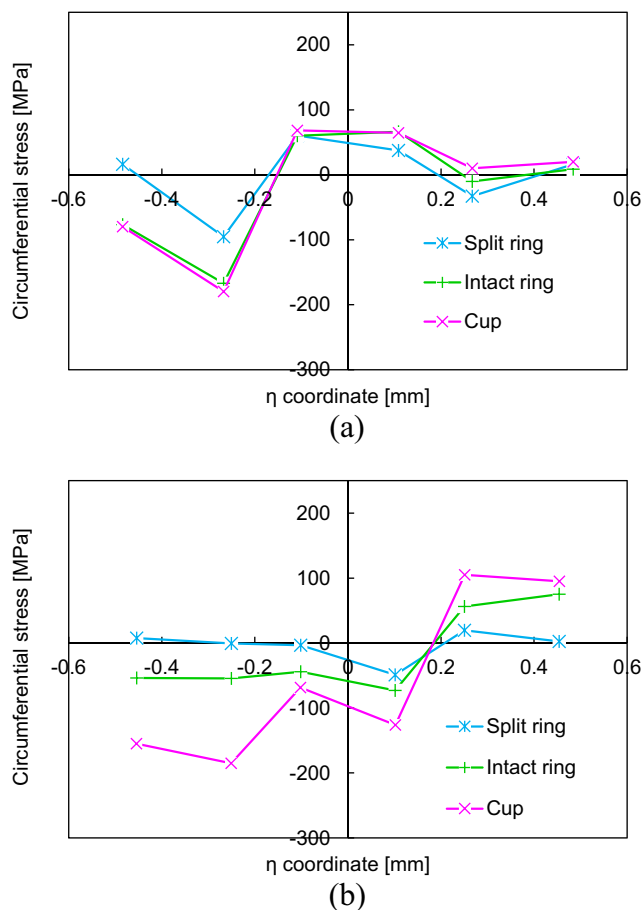 Circumferential stress [MPa]
200
100
0
-0.6 -0.4 -0.2 0 0.2 0.4 0.6
-100
-200
-300
Split ring
Intact ring
Cup
η coordinate [mm]
(a)
Circumferential stress [MPa]
200
100
0
-0.6 -0.4 -0.2 0 0.2 0.4 0.6
-100
-200
-300
Split ring
Intact ring
Cup
η coordinate [mm]
(b)